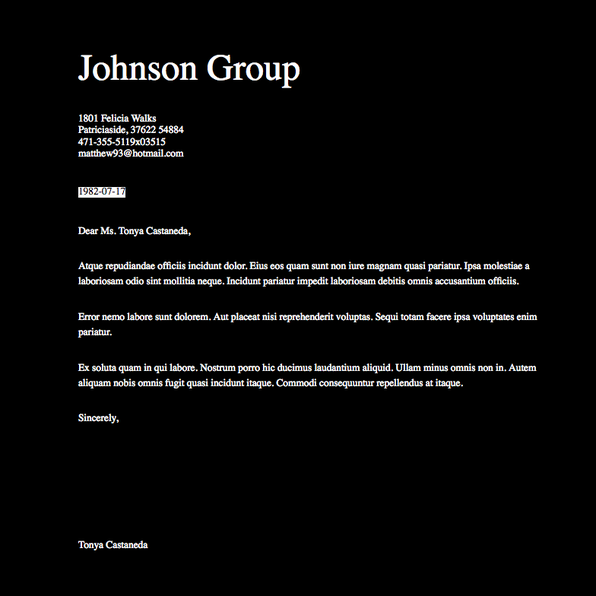 Johnson Group
1801 Felicia Walks
Patriciaside, 37622 54884
471-355-5119x03515
matthew93@hotmail.com
1982-07-17
Dear Ms. Tonya Castaneda,
Atque repudiandae officiis incidunt dolor. Eius eos quam sunt non iure magnam quasi pariatur. Ipsa molestiae a
laboriosam odio sint mollitia neque. Incidunt pariatur impedit laboriosam debitis omnis accusantium officiis.
Error nemo labore sunt dolorem. Aut placeat nisi reprehenderit voluptas. Sequi totam facere ipsa voluptates enim
pariatur.
Ex soluta quam in qui labore. Nostrum porro hic ducimus laudantium aliquid. Ullam minus omnis non in. Autem
aliquam nobis omnis fugit quasi incidunt itaque. Commodi consequuntur repellendus at itaque.
Sincerely,
Tonya Castaneda